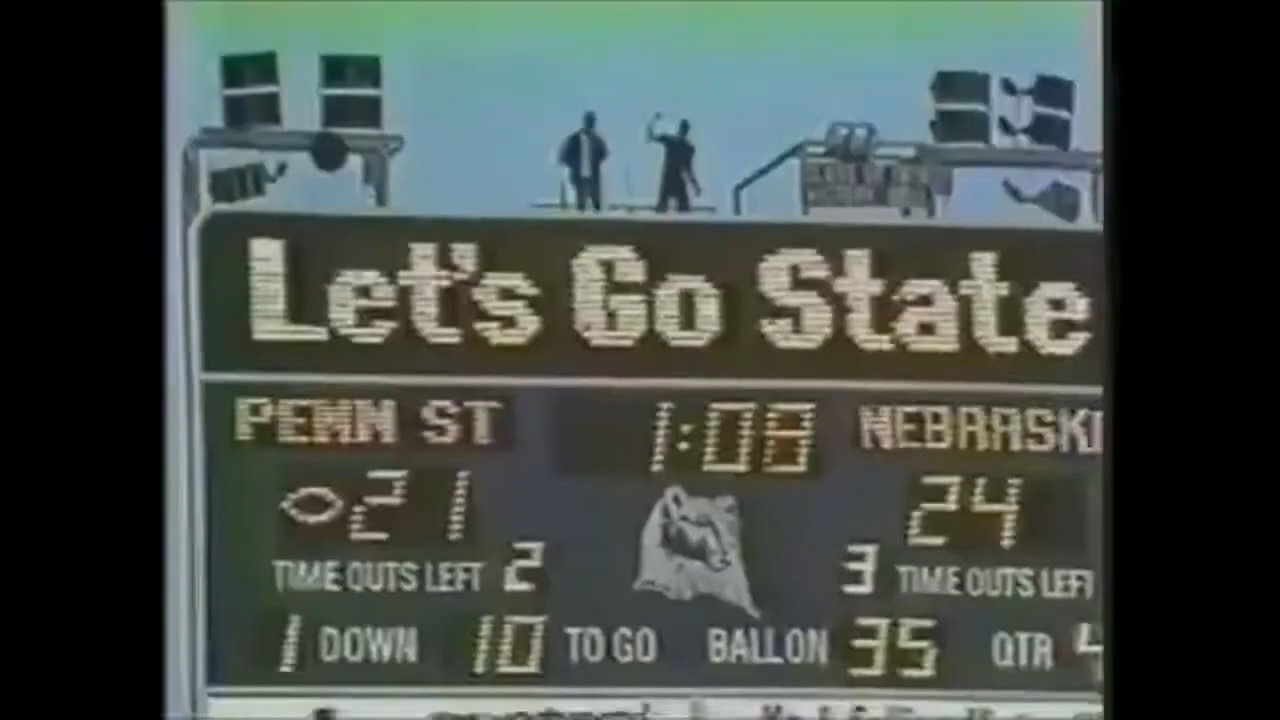 Let's Go State
PENN ST 1:08 NEBRASK
21 24
TIME OUTS LEFT 2 3 TIME OUTS LEFT
1 DOWN 10 TO GO BALL ON 35 QTR 4